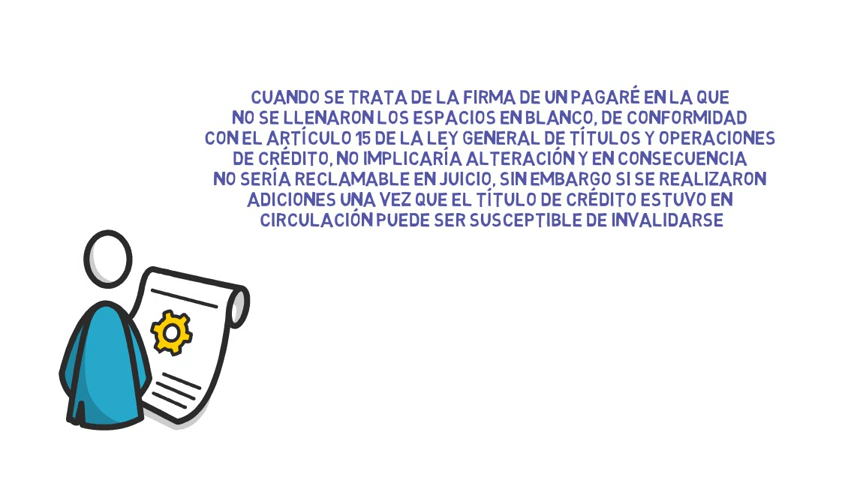 CUANDO SE TRATA DE LA FIRMA DE UN PAGARÉ EN LA QUE
NO SE LLENARON LOS ESPACIOS EN BLANCO, DE CONFORMIDAD
CON EL ARTÍCULO 15 DE LA LEY GENERAL DE TÍTULOS Y OPERACIONES
DE CRÉDITO, NO IMPLICARÍA ALTERACIÓN Y EN CONSECUENCIA
NO SERÍA RECLAMABLE EN JUICIO, SIN EMBARGO SI SE REALIZARON
ADICIONES UNA VEZ QUE EL TÍTULO DE CRÉDITO ESTUVO EN
CIRCULACIÓN PUEDE SER SUSCEPTIBLE DE INVALIDARSE